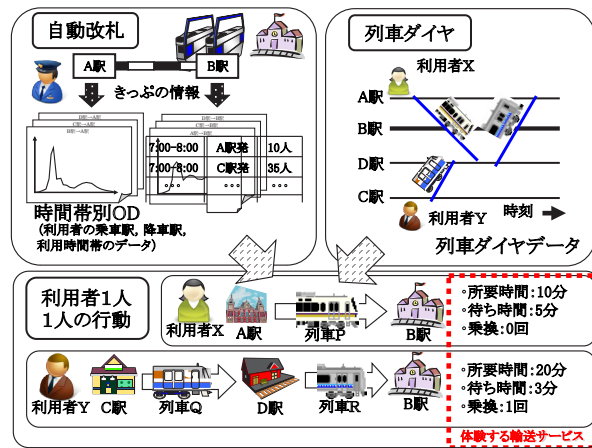 自動改札
A駅
B駅
きっぷの情報
7:00-8:00 A駅発 10人
7:00-8:00 C駅発 35人
… … …
時間帯別OD
(利用者の乗車駅, 降車駅,
利用時間帯のデータ)
列車ダイヤ
利用者X
A駅
B駅
D駅
C駅
利用者Y
時刻
列車ダイヤデータ
利用者1人
1人の行動
利用者X
A駅
列車P
B駅
・所要時間:10分
・待ち時間:5分
・乗換:0回
利用者Y
C駅
列車Q
D駅
列車R
B駅
・所要時間:20分
・待ち時間:3分
・乗換:1回
体験する輸送サービス